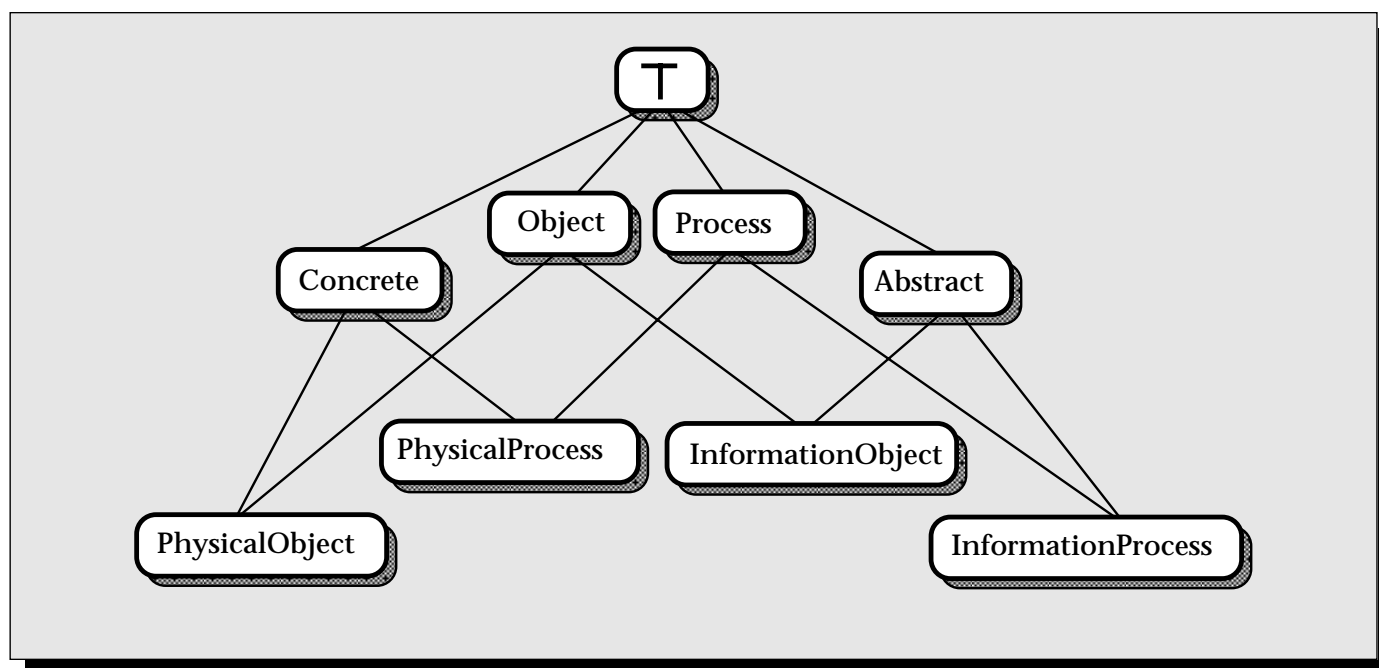 T
Object
Process
Concrete
Abstract
PhysicalProcess
InformationObject
PhysicalObject
InformationProcess